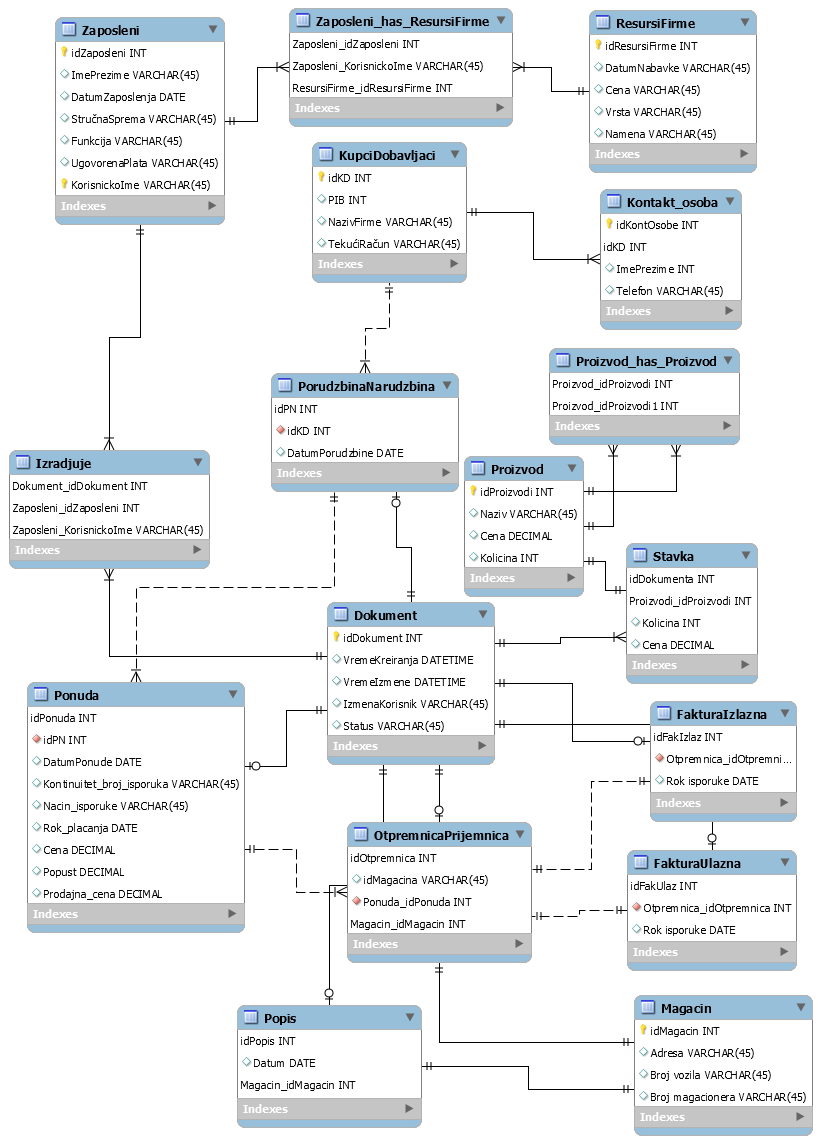 Zaposleni
idZaposleni INT
ImePrezime VARCHAR(45)
DatumZaposlenja DATE
StručnaSprema VARCHAR(45)
Funkcija VARCHAR(45)
UgovorenaPlata VARCHAR(45)
KorisnickoIme VARCHAR(45)
Indexes
Zaposleni_has_ResursiFirme
Zaposleni_idZaposleni INT
Zaposleni_KorisnickoIme VARCHAR(45)
ResursiFirme_idResursiFirme INT
Indexes
ResursiFirme
idResursiFirme INT
DatumNabavke VARCHAR(45)
Cena VARCHAR(45)
Vrsta VARCHAR(45)
Namena VARCHAR(45)
Indexes
KupciDobavljaci
idKD INT
PIB INT
NazivFirme VARCHAR(45)
TekućiRačun VARCHAR(45)
Indexes
Kontakt_osoba
idKontOsobe INT
idKD INT
ImePrezime INT
Telefon VARCHAR(45)
Indexes
Proizvod_has_Proizvod
Proizvod_idProizvodi INT
Proizvod_idProizvodi1 INT
Indexes
PorudzbinaNarudzbina
idPN INT
idKD INT
DatumPorudzbine DATE
Indexes
Izradjuje
Dokument_idDokument INT
Zaposleni_idZaposleni INT
Zaposleni_KorisnickoIme VARCHAR(45)
Indexes
Proizvod
idProizvodi INT
Naziv VARCHAR(45)
Cena DECIMAL
Kolicina INT
Indexes
Stavka
idDokumenta INT
Proizvodi_idProizvodi INT
Kolicina INT
Cena DECIMAL
Indexes
Dokument
idDokument INT
VremeKreiranja DATETIME
VremeIzmene DATETIME
IzmenaKorisnik VARCHAR(45)
Status VARCHAR(45)
Indexes
Ponuda
idPonuda INT
idPN INT
DatumPonude DATE
Kontinuitet_broj_isporuka VARCHAR(45)
Nacin_isporuke VARCHAR(45)
Rok_placanja DATE
Cena DECIMAL
Popust DECIMAL
Prodajna_cena DECIMAL
Indexes
FakturaIzlazna
idFakIzlaz INT
Otpremnica_idOtpremni...
Rok isporuke DATE
Indexes
OtpremnicaPrijemnica
idOtpremnica INT
idMagacina VARCHAR(45)
Ponuda_idPonuda INT
Magacin_idMagacin INT
Indexes
FakturaUlazna
idFakUlaz INT
Otpremnica_idOtpremnica INT
Rok isporuke DATE
Indexes
Popis
idPopis INT
Datum DATE
Magacin_idMagacin INT
Indexes
Magacin
idMagacin INT
Adresa VARCHAR(45)
Broj vozila VARCHAR(45)
Broj magacionera VARCHAR(45)
Indexes